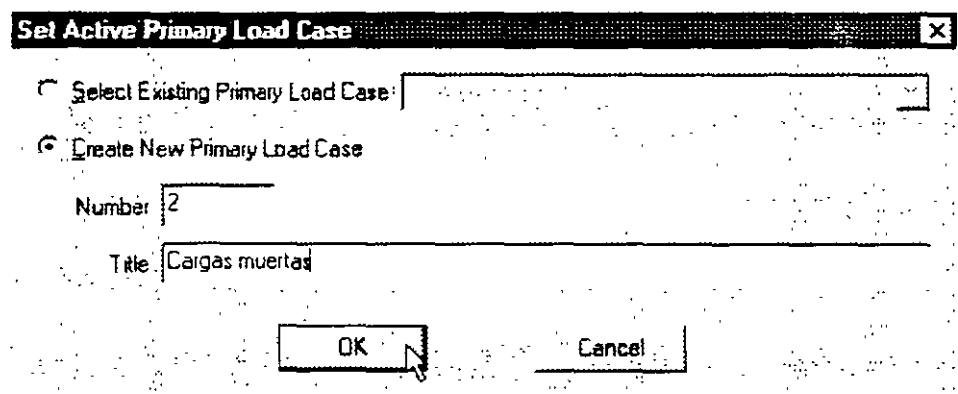 Set Active Primary Load Case
Select Existing Primary Load Case:
Create New Primary Load Case
Number 2
Title Cargas muertas
OK Cancel